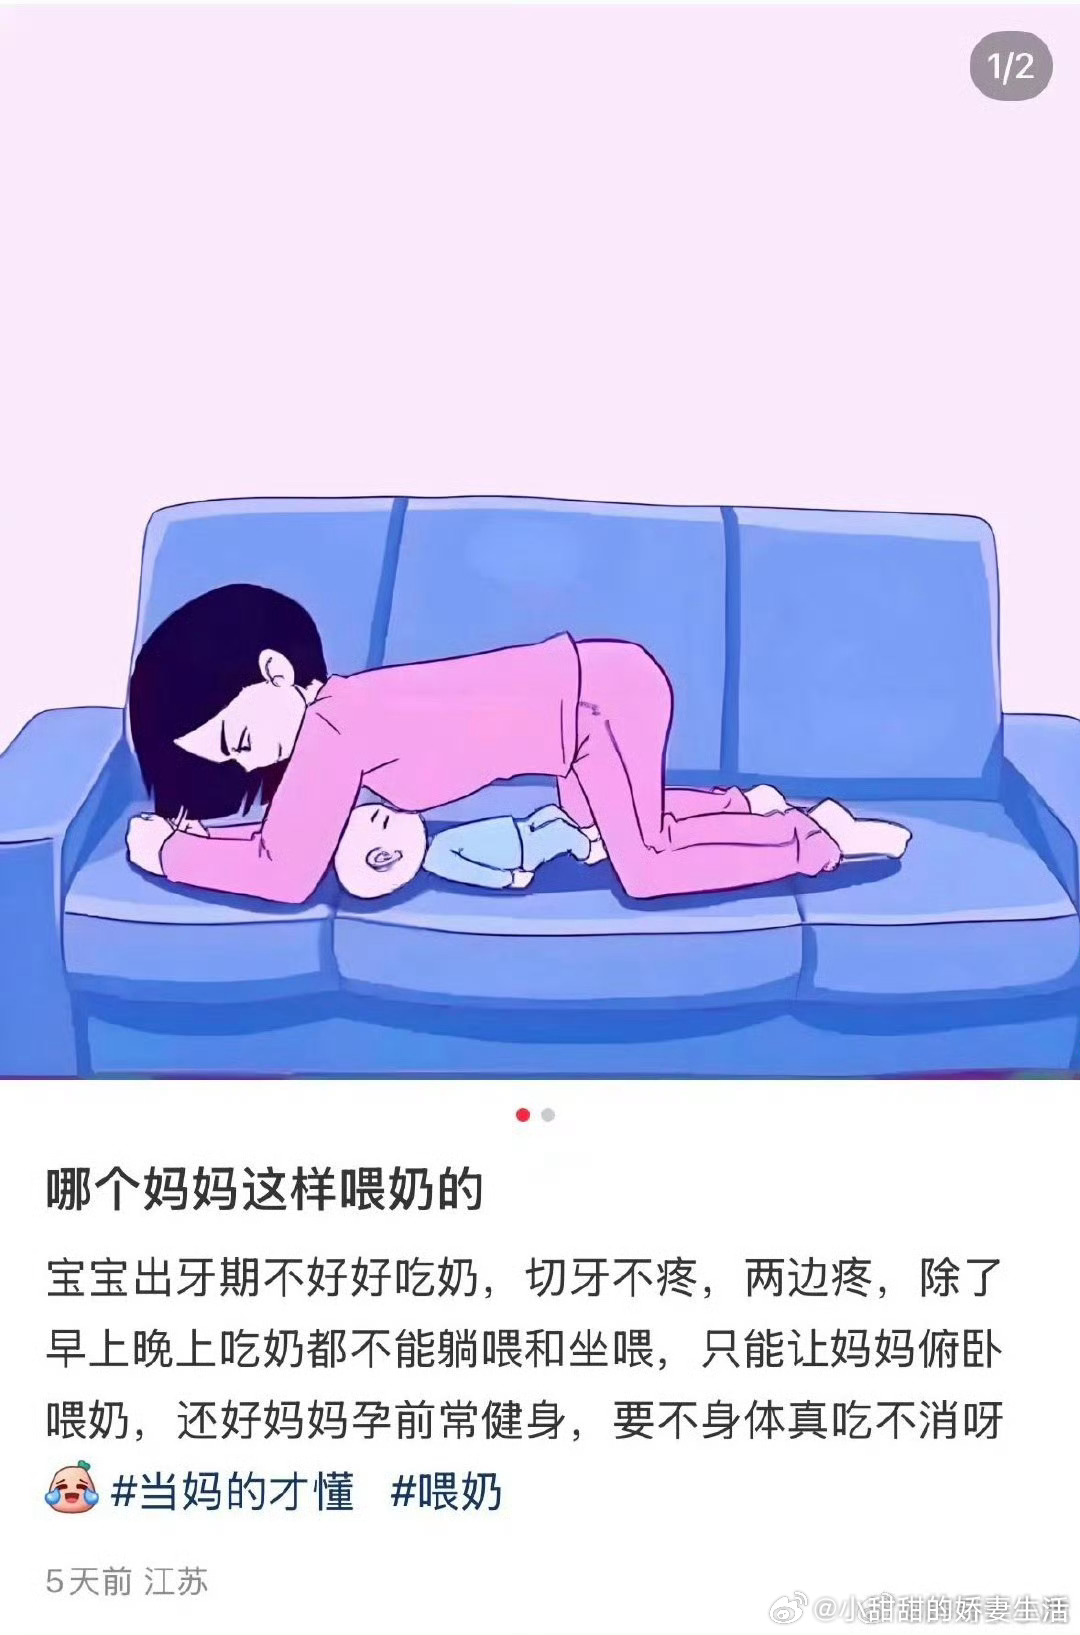 1/2
哪个妈妈这样喂奶的
宝宝出牙期不好好吃奶，切牙不疼，两边疼，除了
早上晚上吃奶都不能躺喂和坐喂，只能让妈妈俯卧
喂奶，还好妈妈孕前常健身，要不身体真吃不消呀
#当妈的才懂 #喂奶
5天前 江苏
@小甜甜的娇妻生活